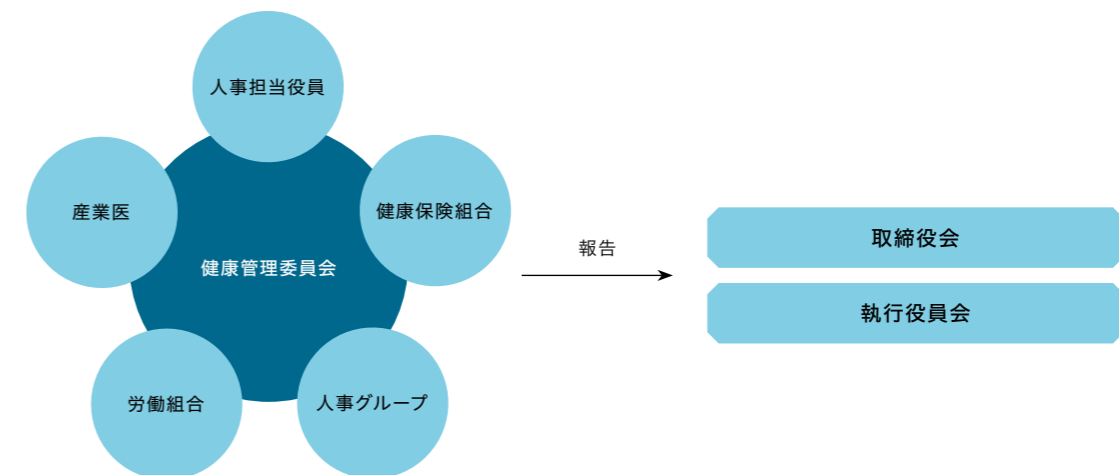 人事担当役員
産業医
健康保険組合
健康管理委員会
労働組合
人事グループ
報告
取締役会
執行役員会